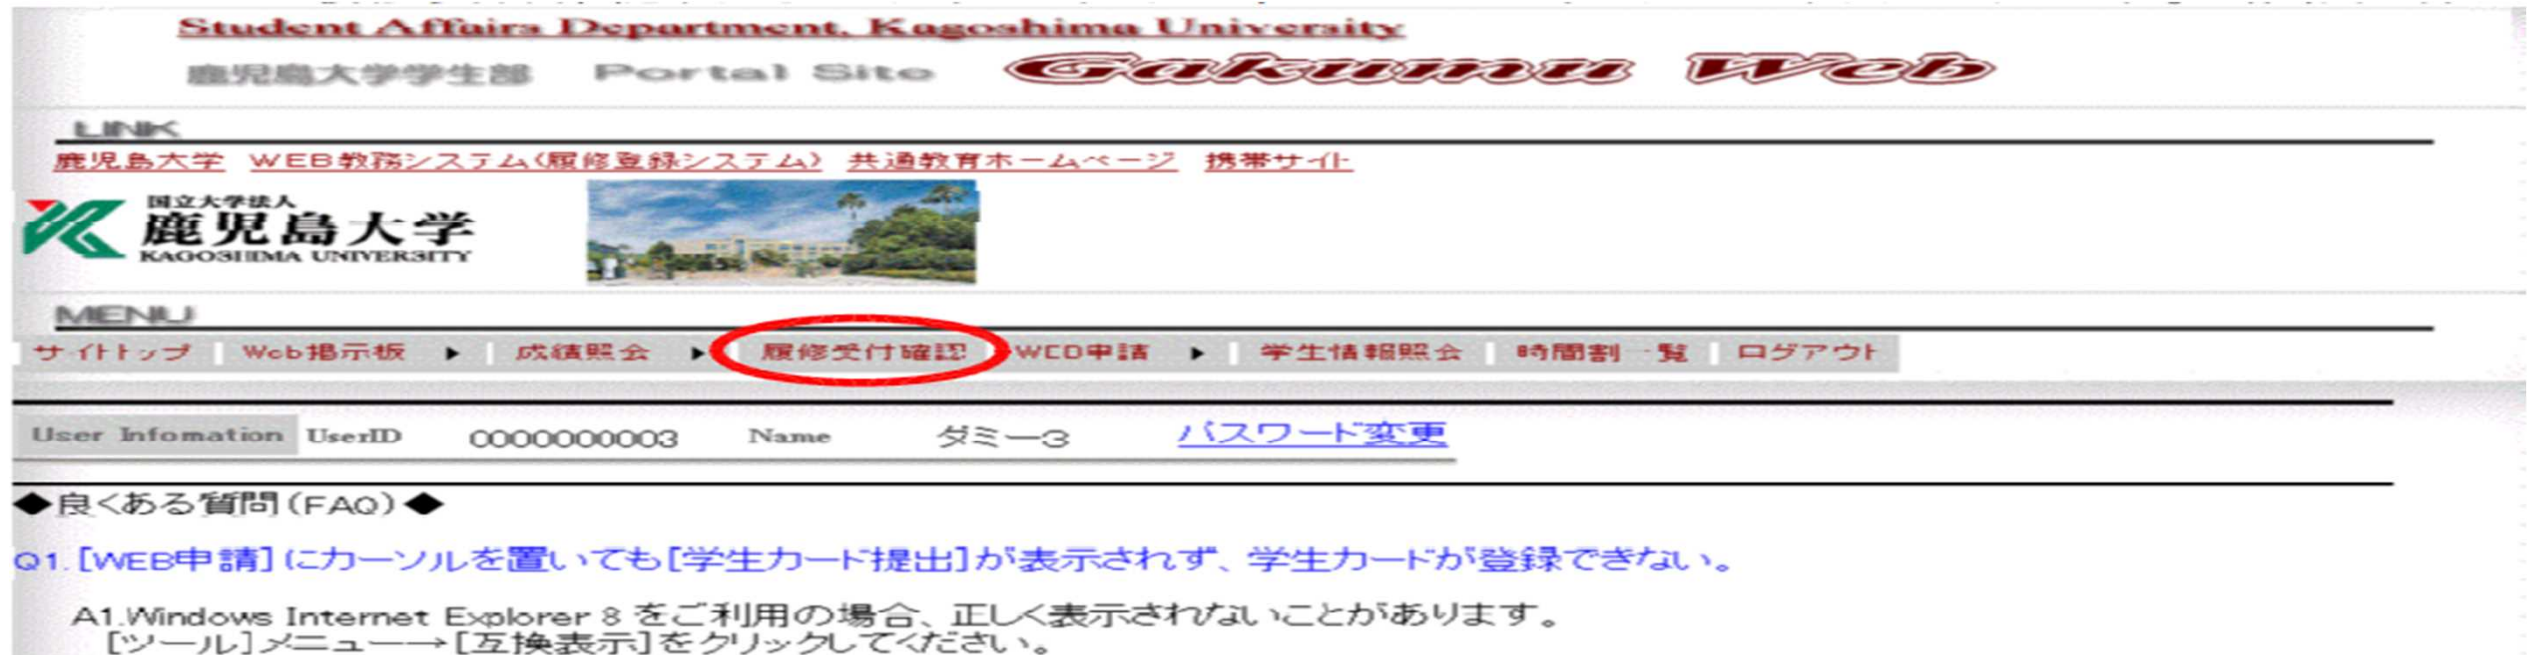 Student Affairs Department, Kagoshima University
鹿児島大学学生部 Portal Site Gakumu Web
LINK
鹿児島大学 WEB教務システム(履修登録システム) 共通教育ホームページ 携帯サイト
国立大学法人
鹿児島大学
KAGOSHIMA UNIVERSITY
MENU
サイトトップ Web掲示板 ▶ 成績照会 ▶ 履修受付確認 WEB申請 ▶ 学生情報照会 時間割一覧 ログアウト
User Infomation UserID 0000000003 Name ダミー3 パスワード変更
◆良くある質問(FAQ)◆
Q1.[WEB申請]にカーソルを置いても[学生カード提出]が表示されず、学生カードが登録できない。
A1.Windows Internet Explorer 8 をご利用の場合、正しく表示されないことがあります。
[ツール]メニュー→[互換表示]をクリックしてください。